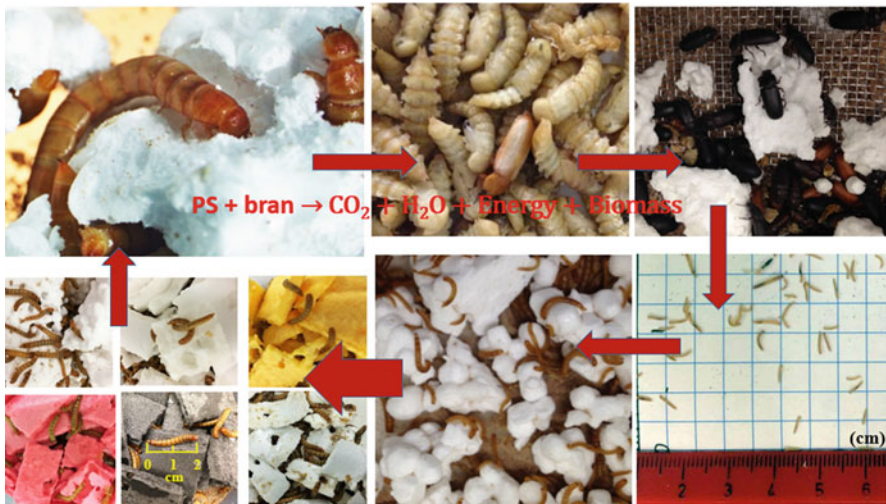 PS + bran → CO₂ + H₂O + Energy + Biomass
0 1 2
cm
(cm)
2 3 4 5 6